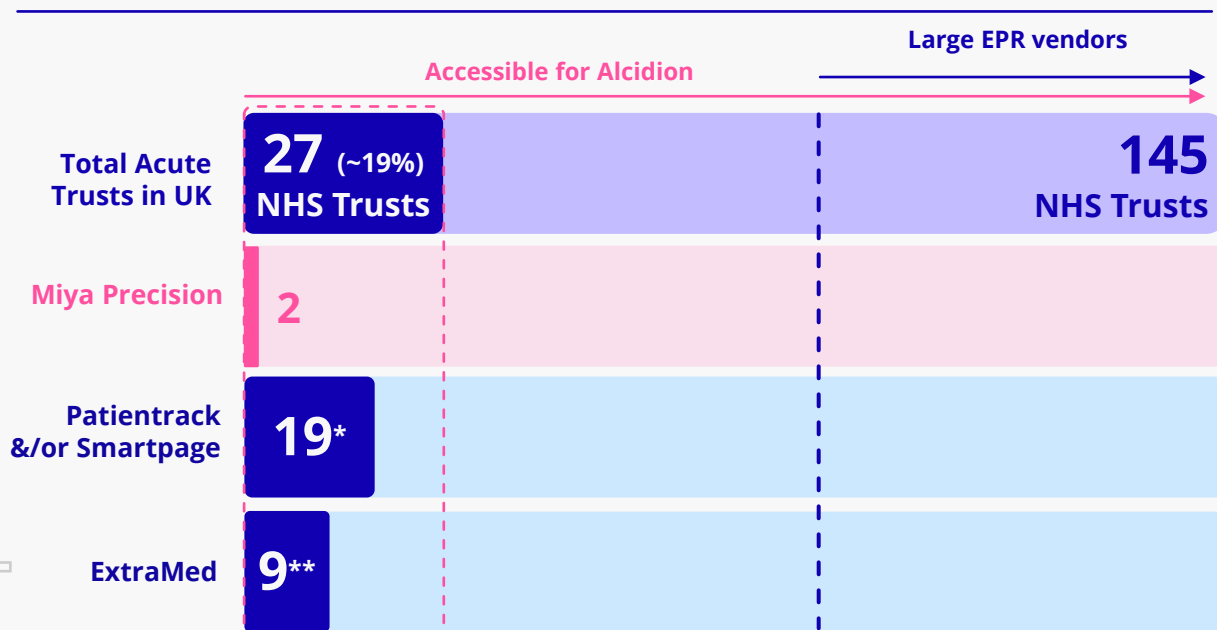 Large EPR vendors
Accessible for Alcidion
Total Acute
Trusts in UK
27 (~19%)
NHS Trusts
145
NHS Trusts
Miya Precision
2
Patientrack
&/or Smartpage
19*
ExtraMed
9**